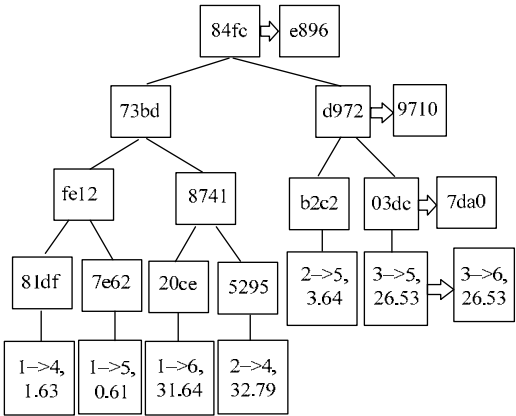 84fc
e896
73bd
d972
9710
fe12
8741
b2c2
03dc
7da0
81df
7e62
20ce
5295
2–>5,
3.64
3–>5,
26.53
3–>6,
26.53
1–>4,
1.63
1–>5,
0.61
1–>6,
31.64
2–>4,
32.79